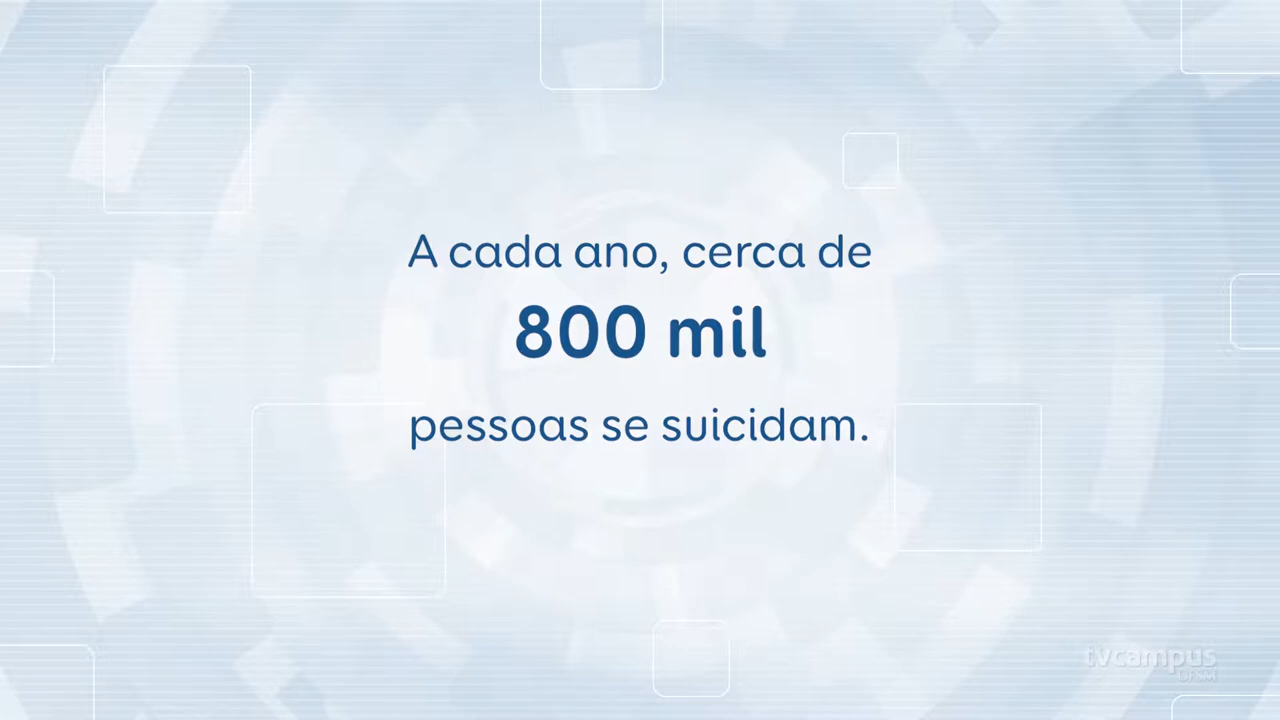 A cada ano, cerca de
800 mil
pessoas se suicidam.
tvcampus
UFSM